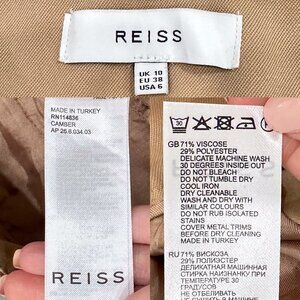 REISS
UK 10
EU 38
USA 6
MADE IN TURKEY
RN114836
CAMBER
AP 25.6.034.03
REISS
30
GB 71% VISCOSE
29% POLYESTER
DELICATE MACHINE WASH
30 DEGREES INSIDE OUT
DO NOT BLEACH
DO NOT TUMBLE DRY
COOL IRON
DRY CLEANABLE
WASH AND DRY WITH
SIMILAR COLOURS
DO NOT RUB ISOLATED
STAINS
COVER METAL TRIMS
BEFORE DRY CLEANING
MADE IN TURKEY
RU 71% ВИСКОЗА
29% ПОЛИЭСТЕР
ДЕЛИКАТНАЯ МАШИННАЯ
СТИРКА НАИЗНАНКУ ПРИ
ТЕМПЕРАТУРЕ 30
ГРАДУСОВ
НЕ ОТБЕЛИВАТЬ